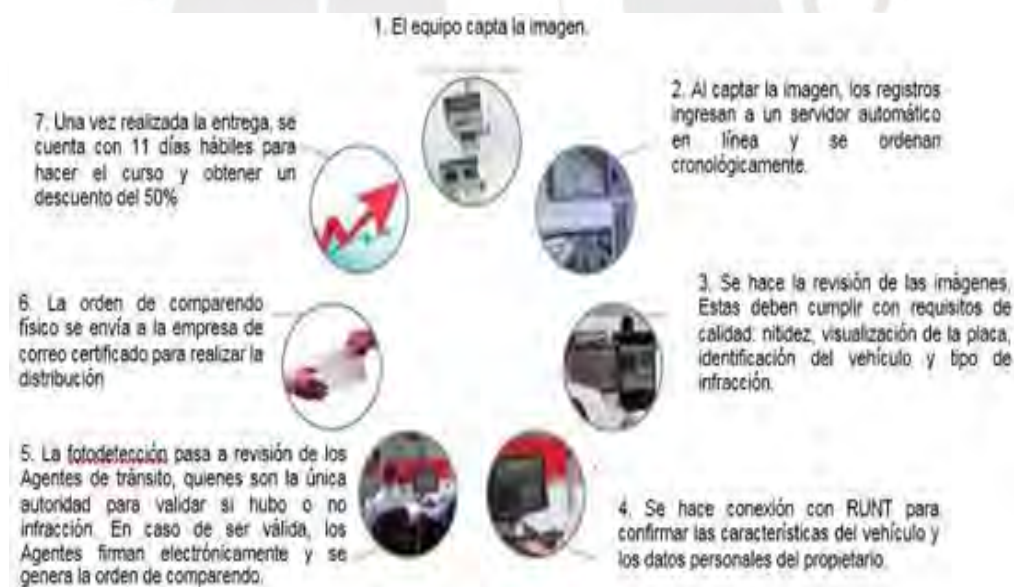 1. El equipo capta la imagen.
2. Al captar la imagen, los registros
ingresan a un servidor automático
en línea y se ordenan
cronológicamente.
3. Se hace la revisión de las imágenes.
Estas deben cumplir con requisitos de
calidad: nitidez, visualización de la placa,
identificación del vehículo y tipo de
infracción.
4. Se hace conexión con RUNT para
confirmar las características del vehículo y
los datos personales del propietario.
5. La fotodetección pasa a revisión de los
Agentes de tránsito, quienes son la única
autoridad para validar si hubo o no
infracción. En caso de ser válida, los
Agentes firman electrónicamente y se
genera la orden de comparendo.
6. La orden de comparendo
físico se envía a la empresa de
correo certificado para realizar la
distribución
7. Una vez realizada la entrega, se
cuenta con 11 días hábiles para
hacer el curso y obtener un
descuento del 50%